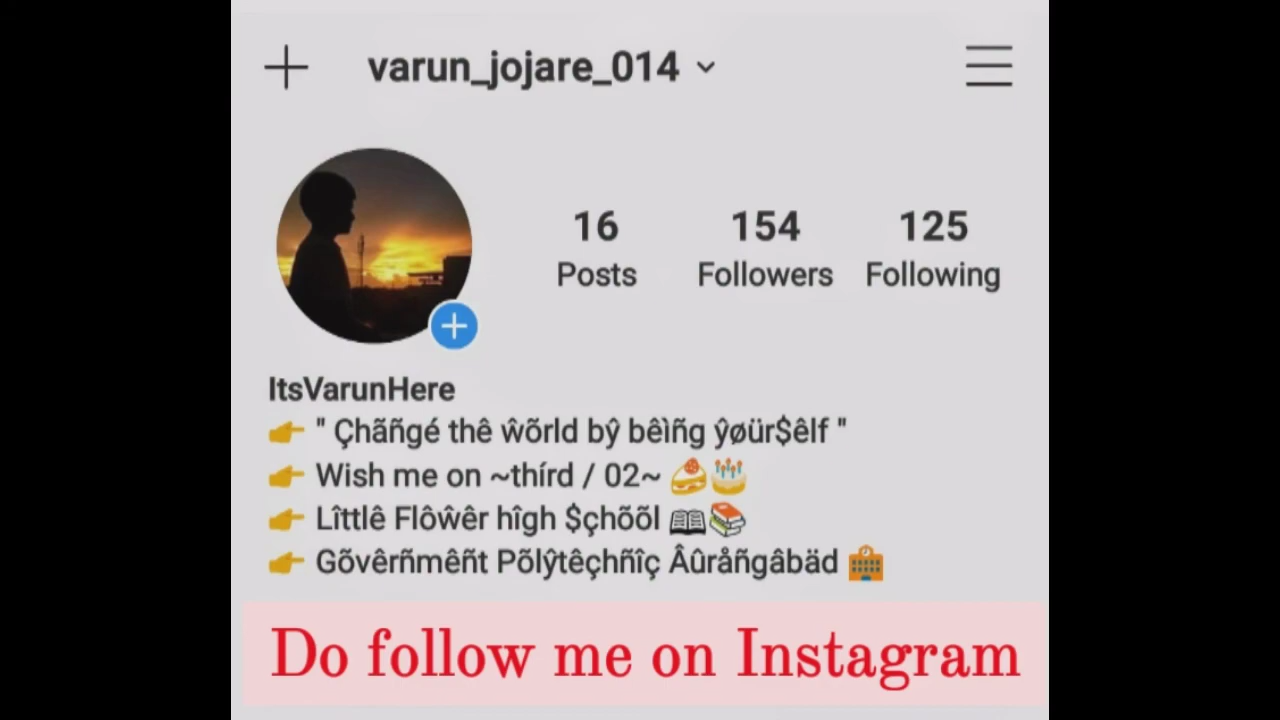 varun_jojare_014
16 154 125
Posts Followers Following
ItsVarunHere
👉 " Çhãñgé thê ŵõrld bŷ bêìñg ŷøür$êlf "
👉 Wish me on ~thírd / 02~ 🍰🎂
👉 Lîttlê Flôŵêr hîgh $çhõõl 📖📚
👉 Gõvêrñmêñt Põlŷtêçhñîç Âûråñgâbäd 🏫
Do follow me on Instagram